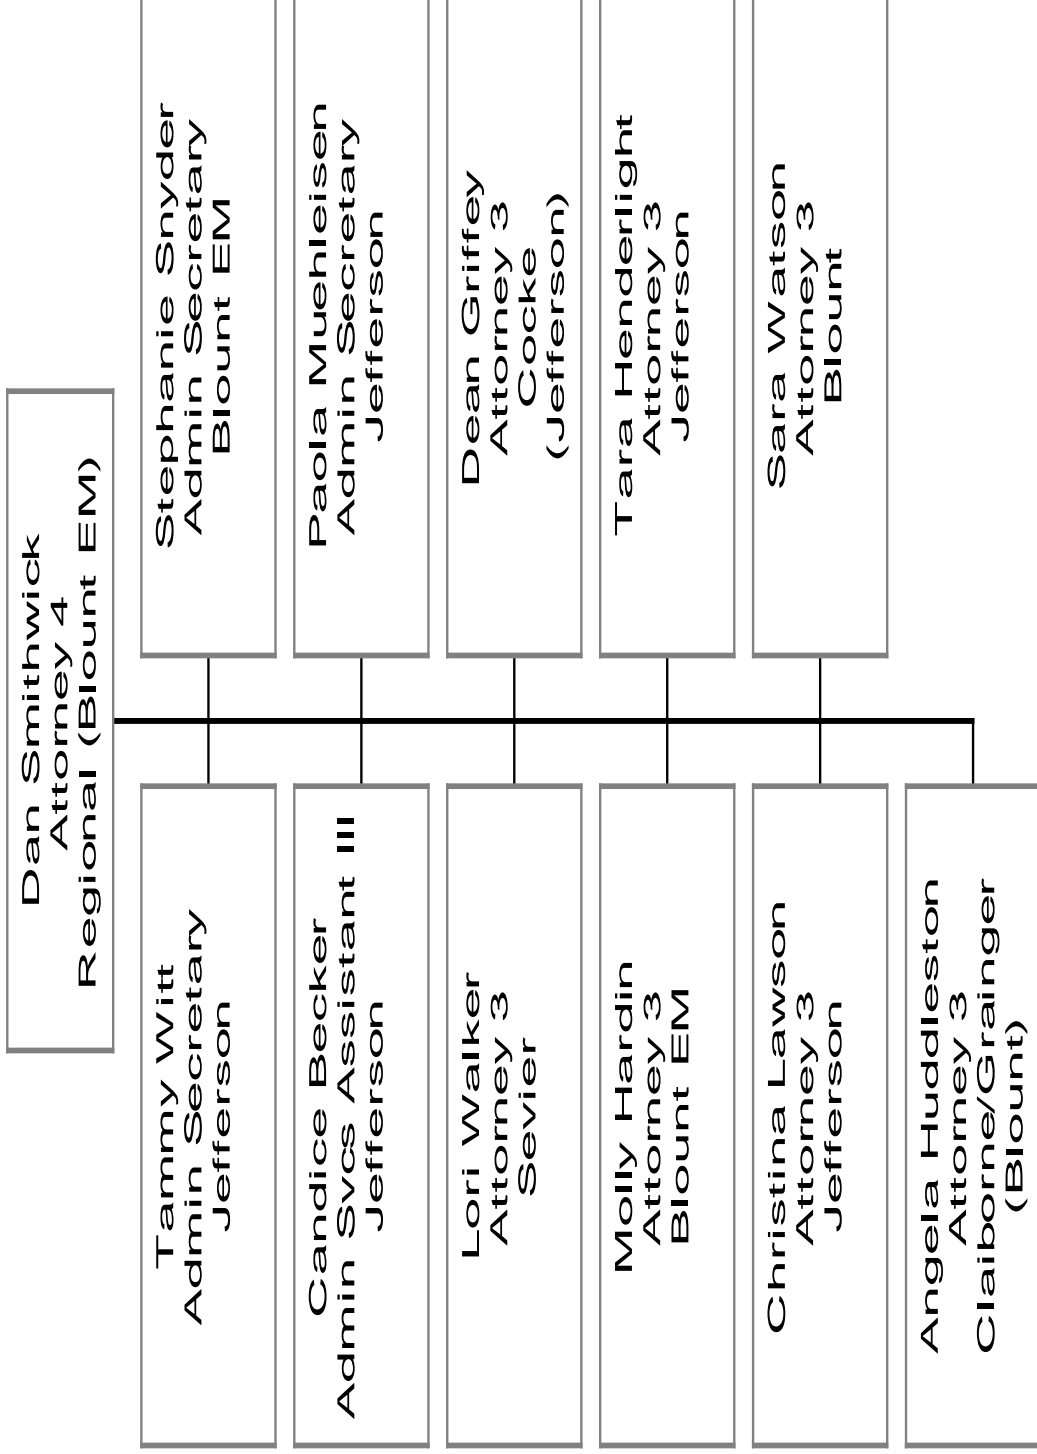 Dan Smithwick
Attorney 4
Regional (Blount EM)
Tammy Witt
Admin Secretary
Jefferson
Stephanie Snyder
Admin Secretary
Blount EM
Candice Becker
Admin Svcs Assistant III
Jefferson
Paola Muehleisen
Admin Secretary
Jefferson
Lori Walker
Attorney 3
Sevier
Dean Griffey
Attorney 3
Cocke
(Jefferson)
Molly Hardin
Attorney 3
Blount EM
Tara Henderlight
Attorney 3
Jefferson
Christina Lawson
Attorney 3
Jefferson
Sara Watson
Attorney 3
Blount
Angela Huddleston
Attorney 3
Claiborne/Grainger
(Blount)